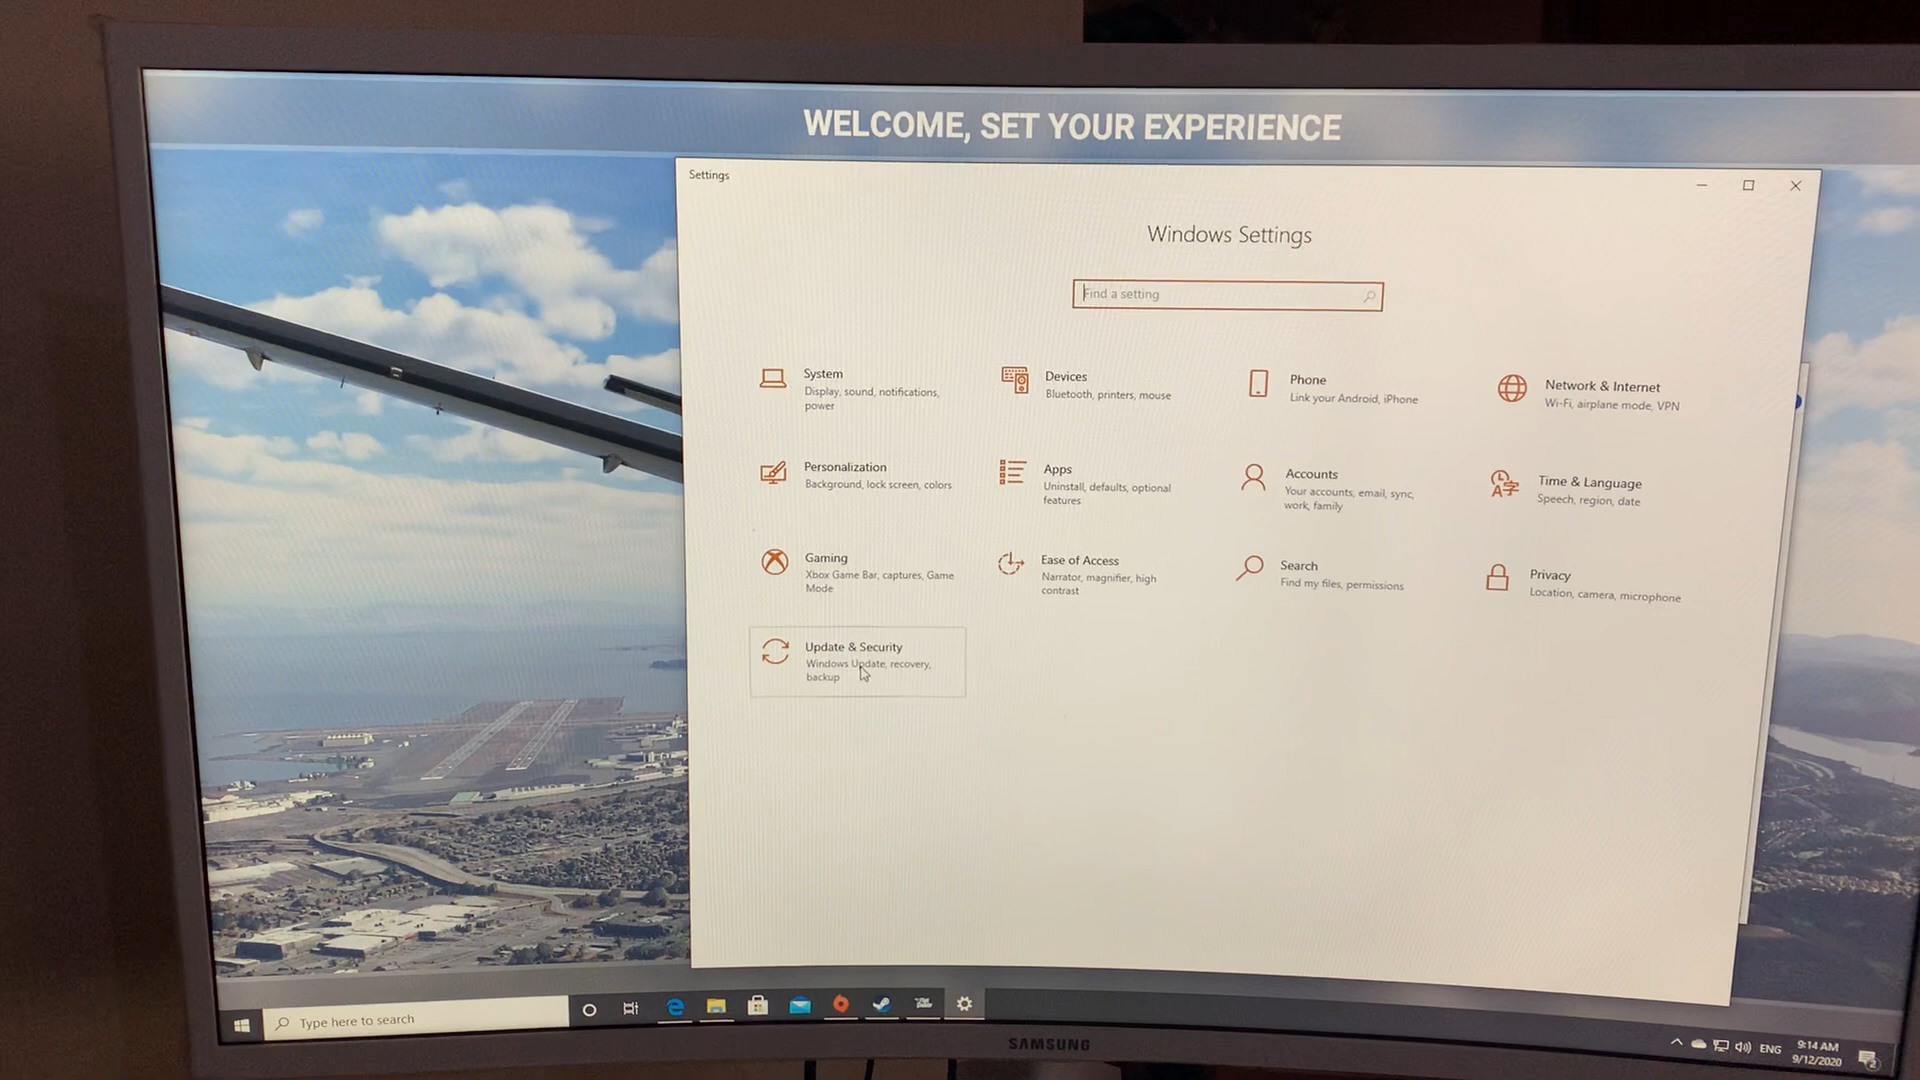 WELCOME, SET YOUR EXPERIENCE
Settings
Windows Settings
Find a setting
System
Display, sound, notifications,
power
Devices
Bluetooth, printers, mouse
Phone
Link your Android, iPhone
Network & Internet
Wi-Fi, airplane mode, VPN
Personalization
Background, lock screen, colors
Apps
Uninstall, defaults, optional
features
Accounts
Your accounts, email, sync,
work, family
Time & Language
Speech, region, date
Gaming
Xbox Game Bar, captures, Game
Mode
Ease of Access
Narrator, magnifier, high
contrast
Search
Find my files, permissions
Privacy
Location, camera, microphone
Update & Security
Windows Update, recovery,
backup
Type here to search
ENG
9:14 AM
9/12/2020
2
SAMSUNG